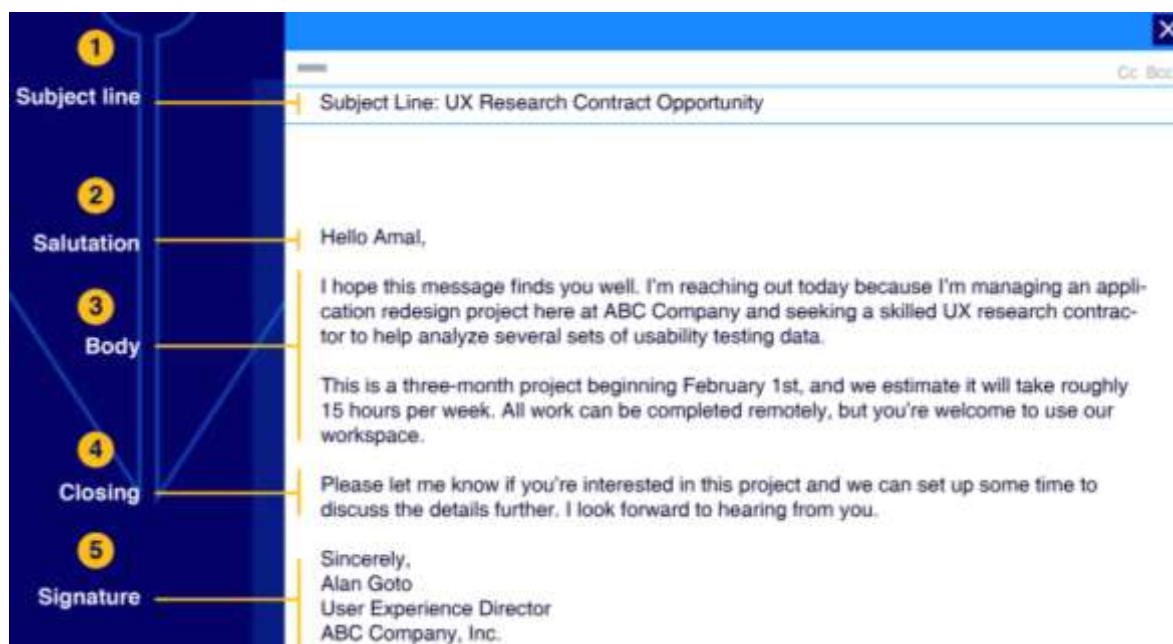 1
Subject line
Cc Bcc
Subject Line: UX Research Contract Opportunity
2
Salutation
Hello Amal,
3
Body
I hope this message finds you well. I'm reaching out today because I'm managing an appli-
cation redesign project here at ABC Company and seeking a skilled UX research contrac-
tor to help analyze several sets of usability testing data.
This is a three-month project beginning February 1st, and we estimate it will take roughly
15 hours per week. All work can be completed remotely, but you're welcome to use our
workspace.
4
Closing
Please let me know if you're interested in this project and we can set up some time to
discuss the details further. I look forward to hearing from you.
5
Signature
Sincerely,
Alan Goto
User Experience Director
ABC Company, Inc.